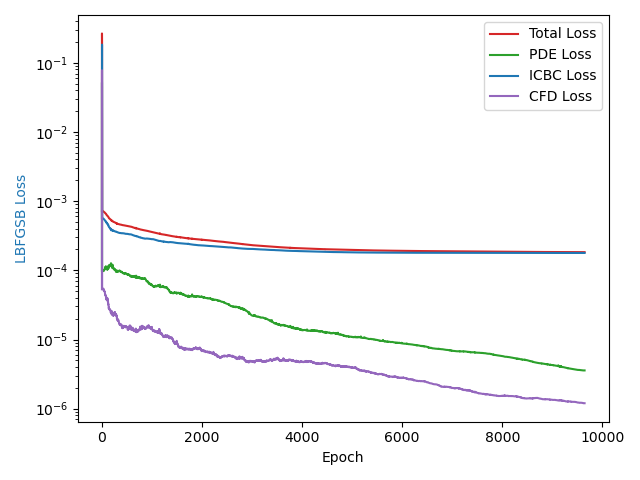 Total Loss
PDE Loss
ICBC Loss
CFD Loss
10⁻¹
10⁻²
10⁻³
10⁻⁴
10⁻⁵
10⁻⁶
LBFGSB Loss
0 2000 4000 6000 8000 10000
Epoch